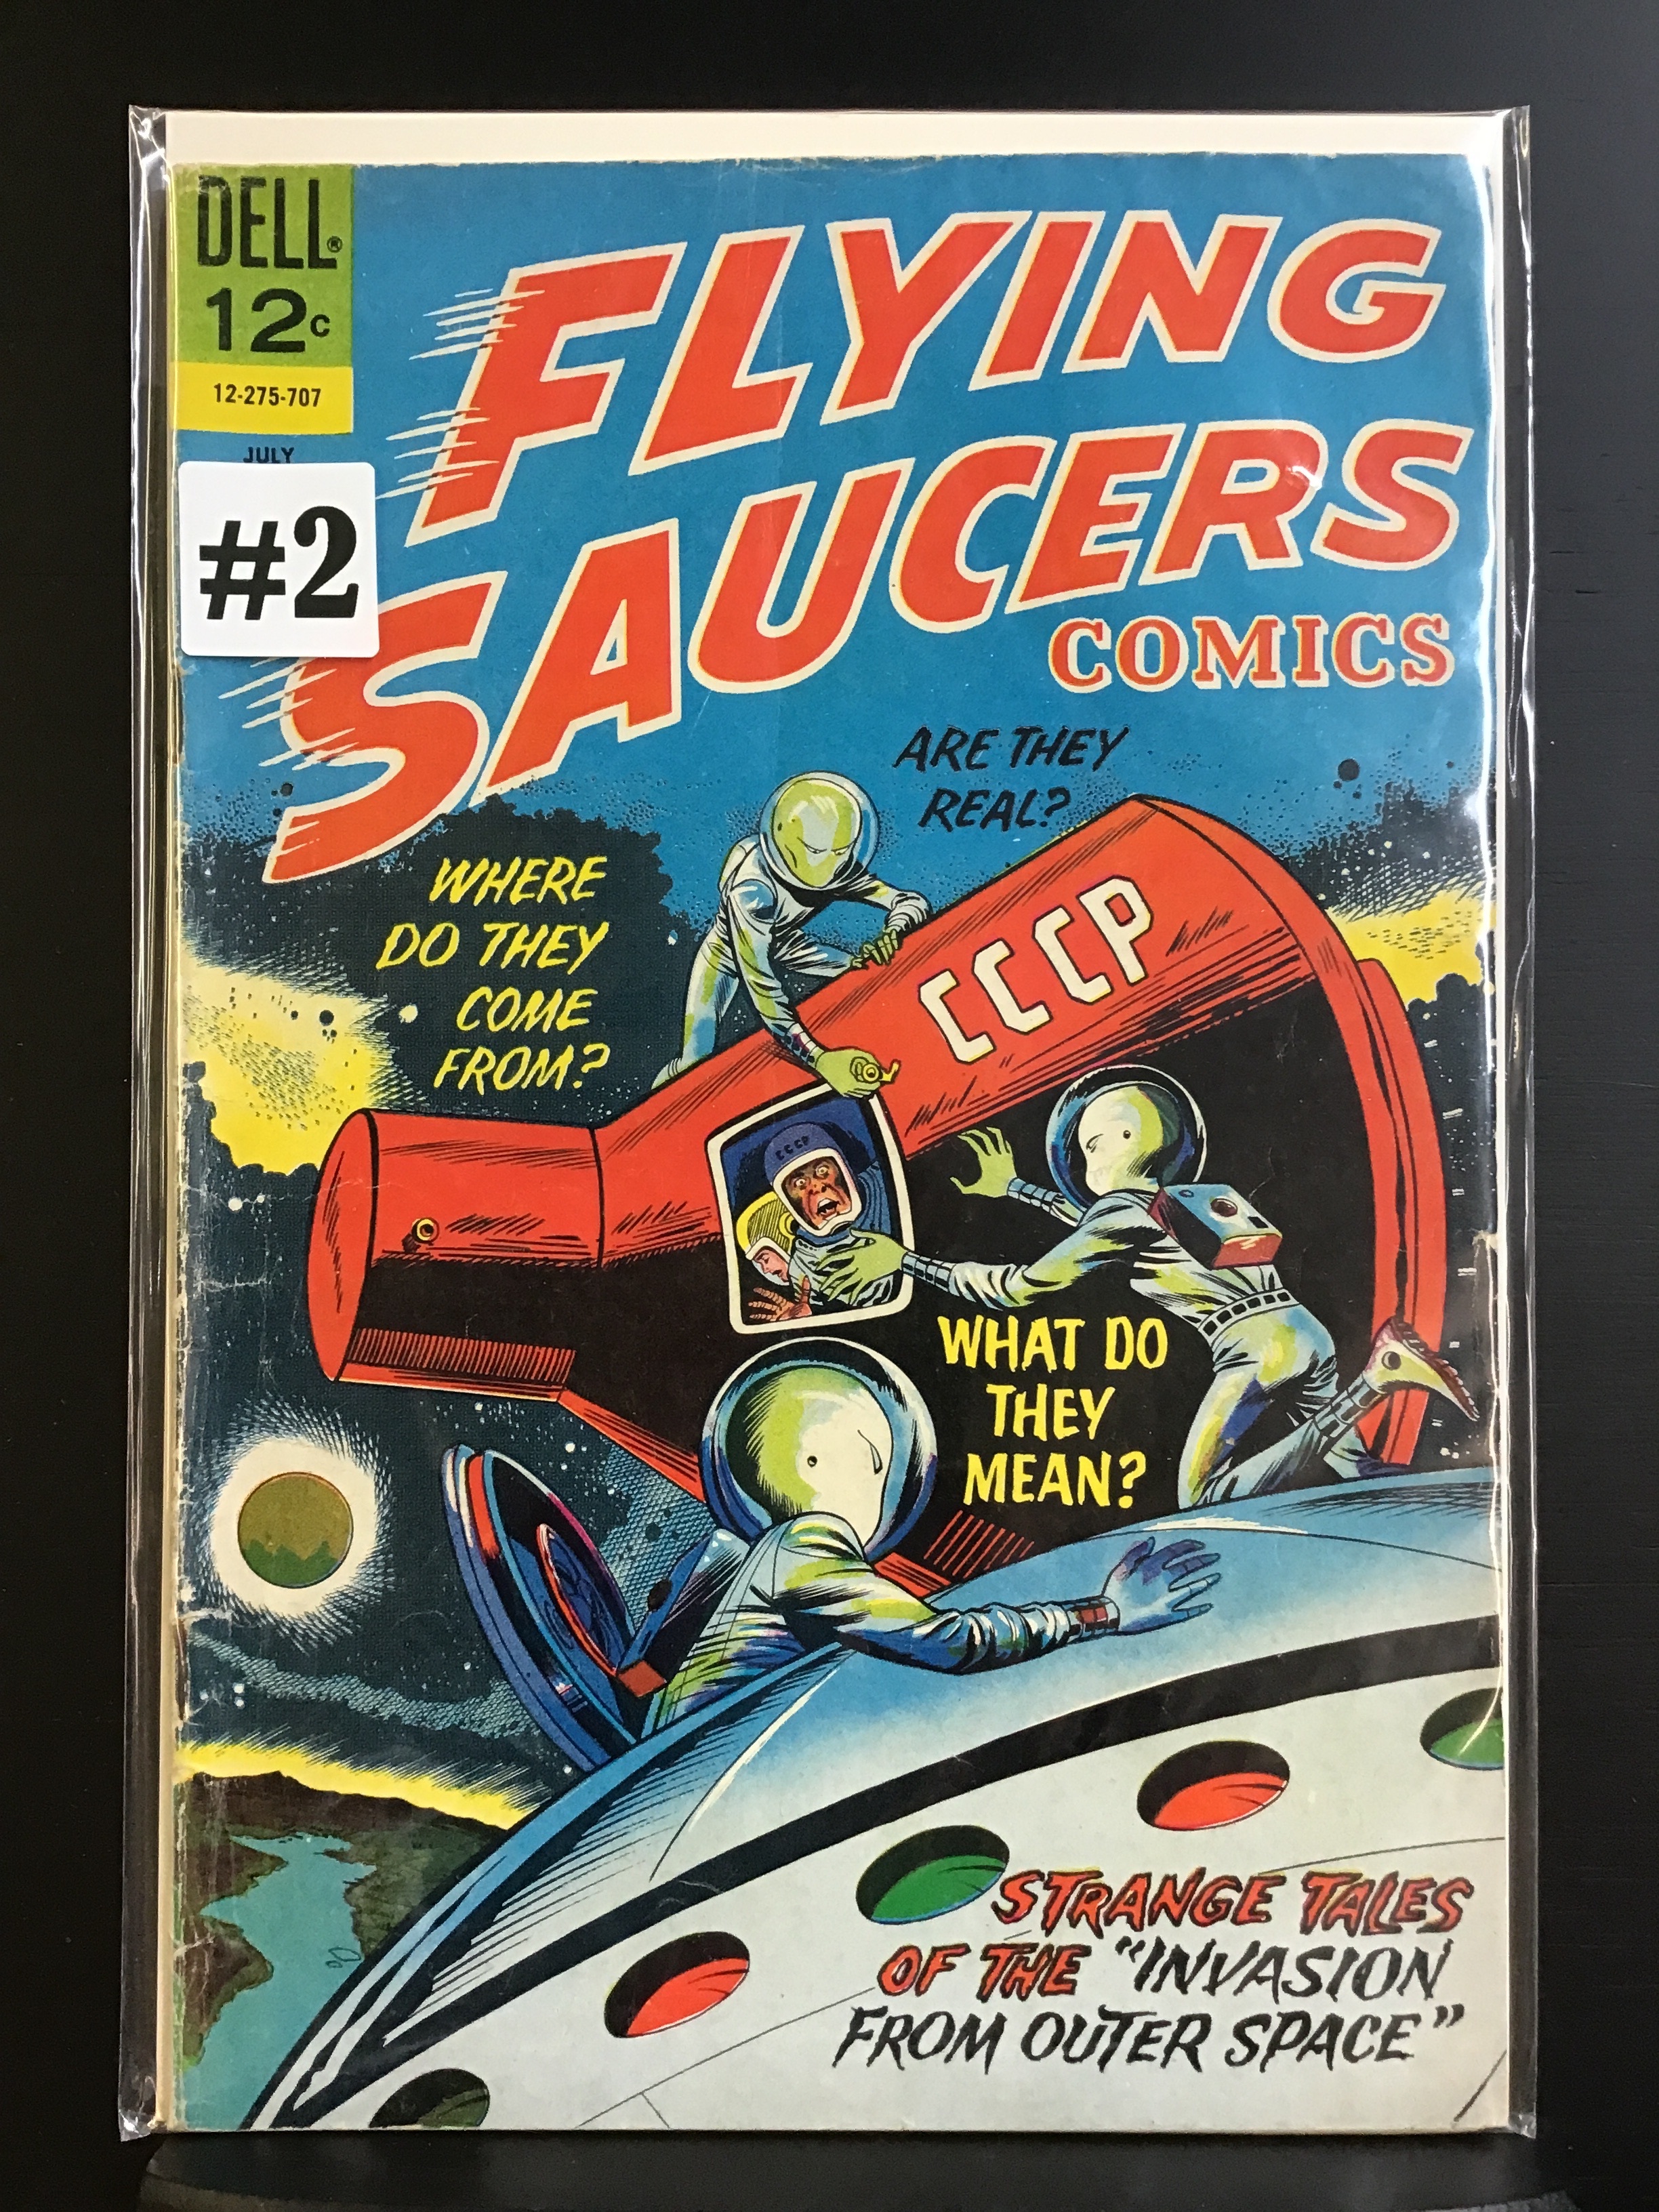 DELL®
12c
12-275-707
JULY
#2
FLYING
SAUCERS
COMICS
ARE THEY
REAL?
WHERE
DO THEY
COME
FROM?
CCCP
CCCP
WHAT DO
THEY
MEAN?
STRANGE TALES
OF THE "INVASION
FROM OUTER SPACE"